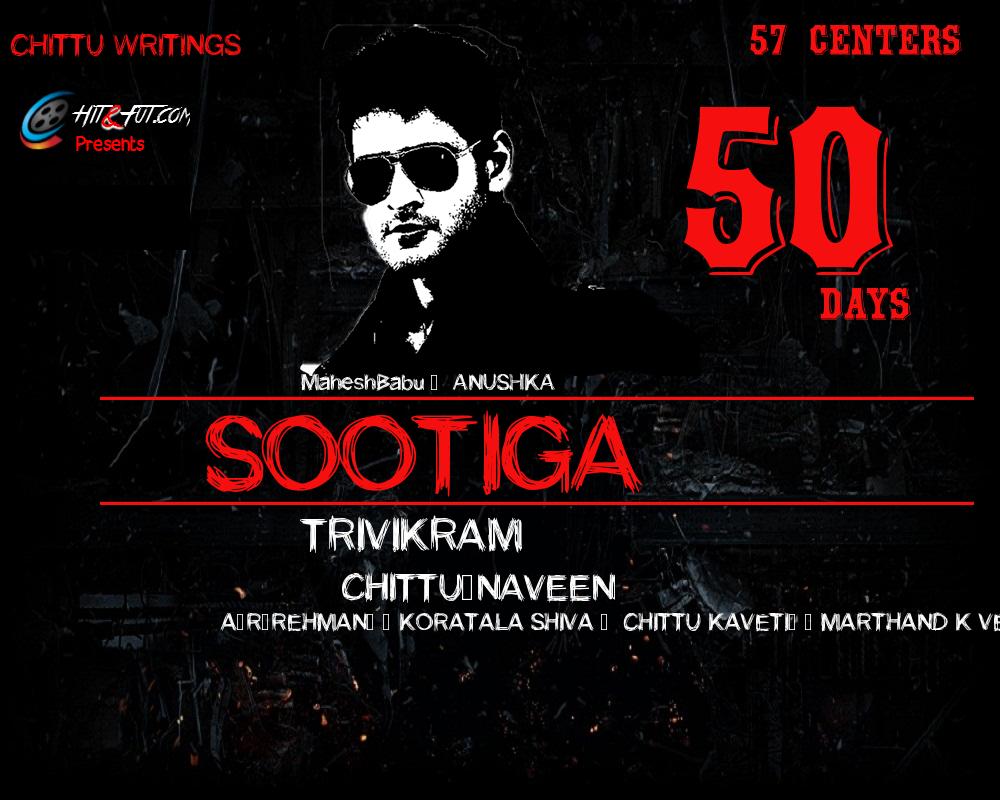 CHITTU WRITINGS
57 CENTERS
HIT&FUT.COM
Presents
50
DAYS
MaheshBabu ▯ ANUSHKA
SOOTIGA
TRIVIKRAM
CHITTU▯NAVEEN
A▯R▯REHMAN▯ ▯ KORATALA SHIVA ▯ CHITTU KAVETI▯ ▯ MARTHAND K VE